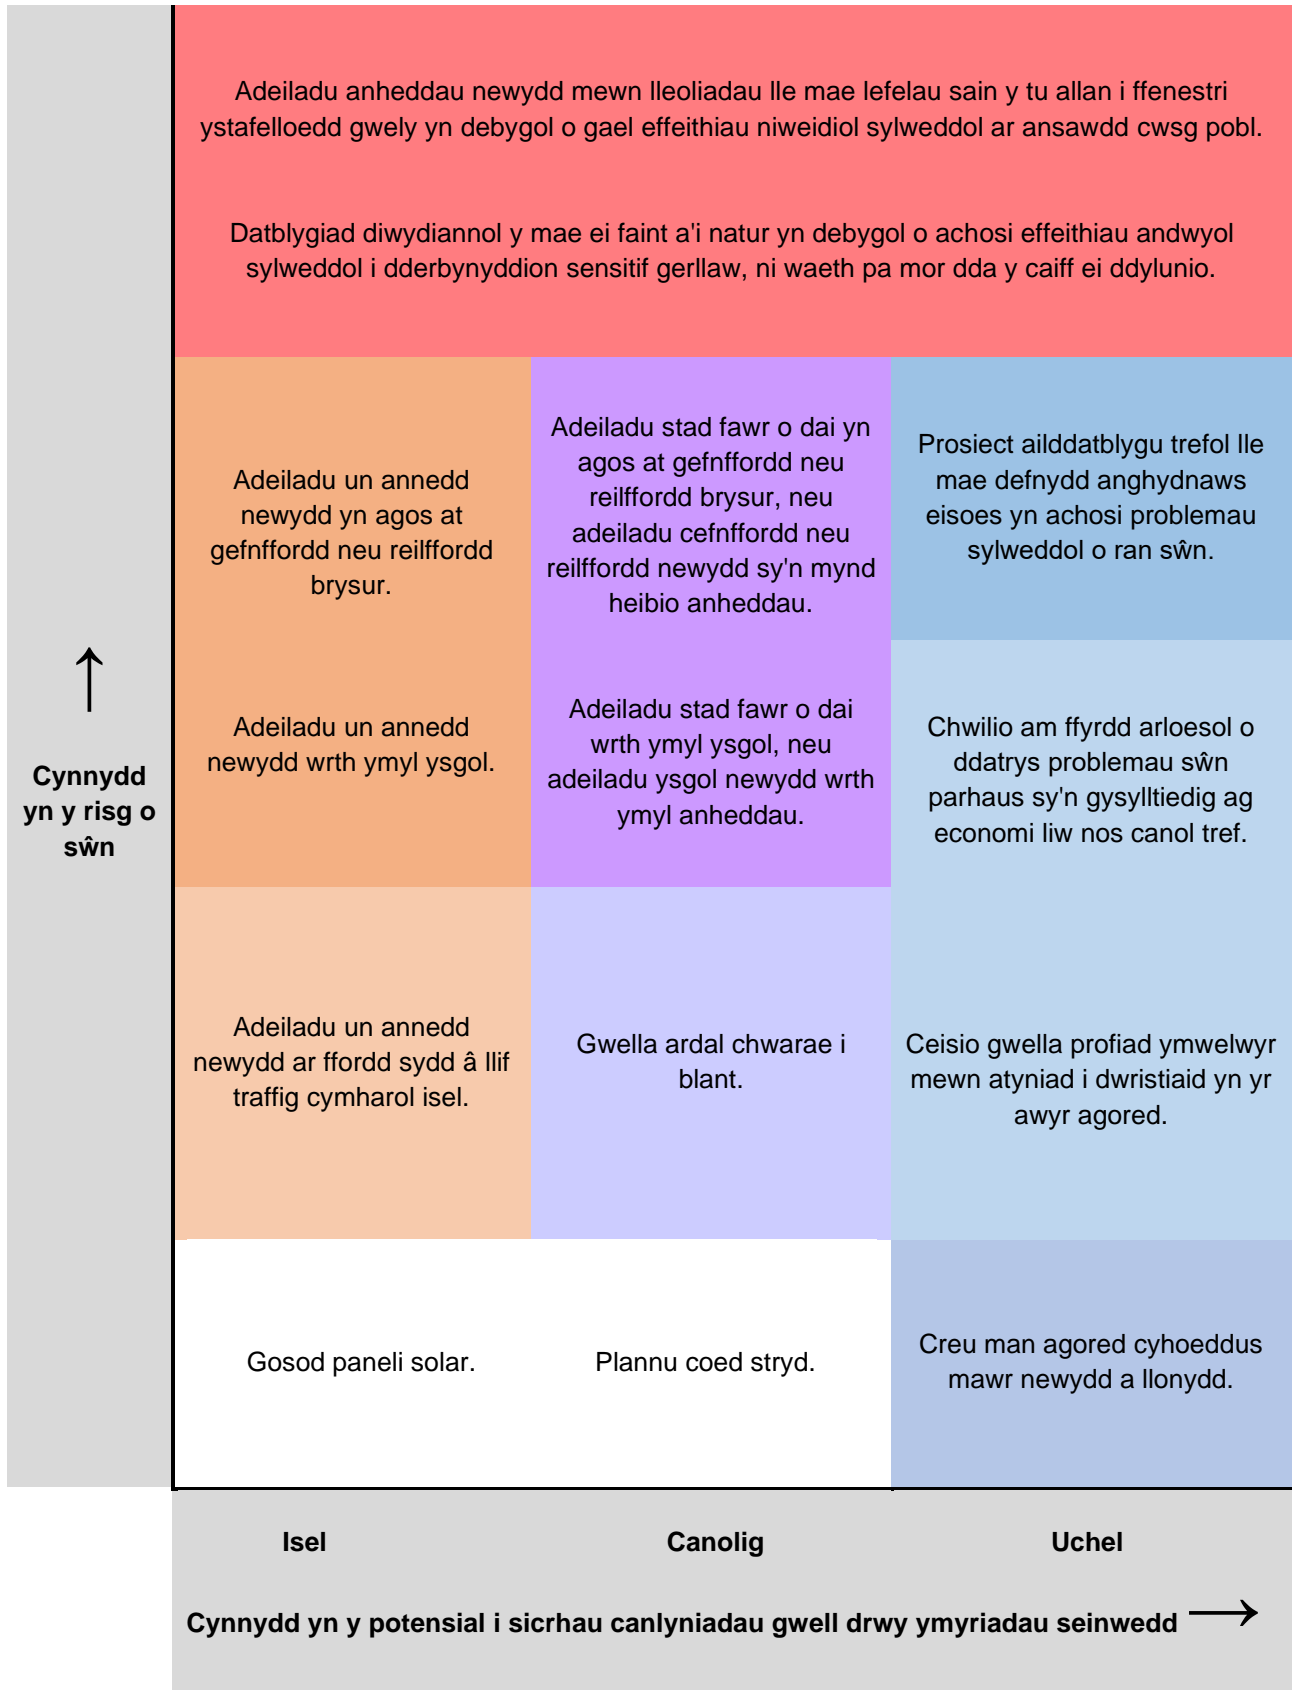 Adeiladu anheddau newydd mewn lleoliadau lle mae lefelau sain y tu allan i ffenestri
ystafelloedd gwely yn debygol o gael effeithiau niweidiol sylweddol ar ansawdd cwsg pobl.
Datblygiad diwydiannol y mae ei faint a'i natur yn debygol o achosi effeithiau andwyol
sylweddol i dderbynyddion sensitif gerllaw, ni waeth pa mor dda y caiff ei ddylunio.
Adeiladu un annedd
newydd yn agos at
gefnffordd neu reilffordd
brysur.
Adeiladu stad fawr o dai yn
agos at gefnffordd neu
reilffordd brysur, neu
adeiladu cefnffordd neu
reilffordd newydd sy'n mynd
heibio anheddau.
Prosiect ailddatblygu trefol lle
mae defnydd anghydnaws
eisoes yn achosi problemau
sylweddol o ran sŵn.
↑
Cynnydd
yn y risg o
sŵn
Adeiladu un annedd
newydd wrth ymyl ysgol.
Adeiladu stad fawr o dai
wrth ymyl ysgol, neu
adeiladu ysgol newydd wrth
ymyl anheddau.
Chwilio am ffyrdd arloesol o
ddatrys problemau sŵn
parhaus sy'n gysylltiedig ag
economi liw nos canol tref.
Adeiladu un annedd
newydd ar ffordd sydd â llif
traffig cymharol isel.
Gwella ardal chwarae i
blant.
Ceisio gwella profiad ymwelwyr
mewn atyniad i dwristiaid yn yr
awyr agored.
Gosod paneli solar.
Plannu coed stryd.
Creu man agored cyhoeddus
mawr newydd a llonydd.
Isel
Canolig
Uchel
Cynnydd yn y potensial i sicrhau canlyniadau gwell drwy ymyriadau seinwedd →